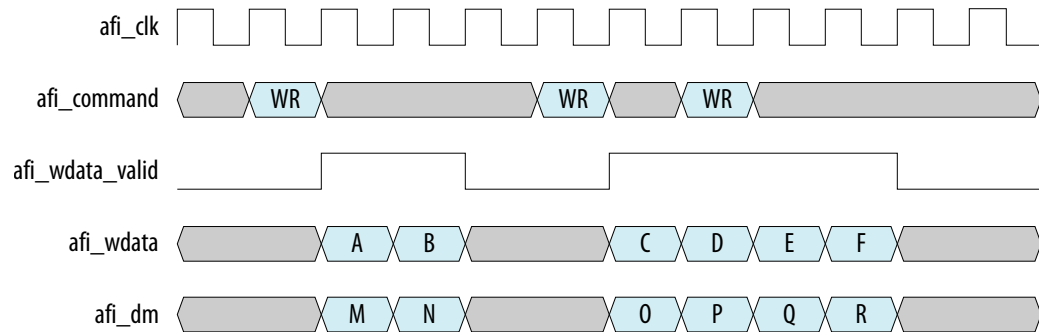 afi_clk
afi_command WR WR WR
afi_wdata_valid
afi_wdata A B C D E F
afi_dm M N O P Q R